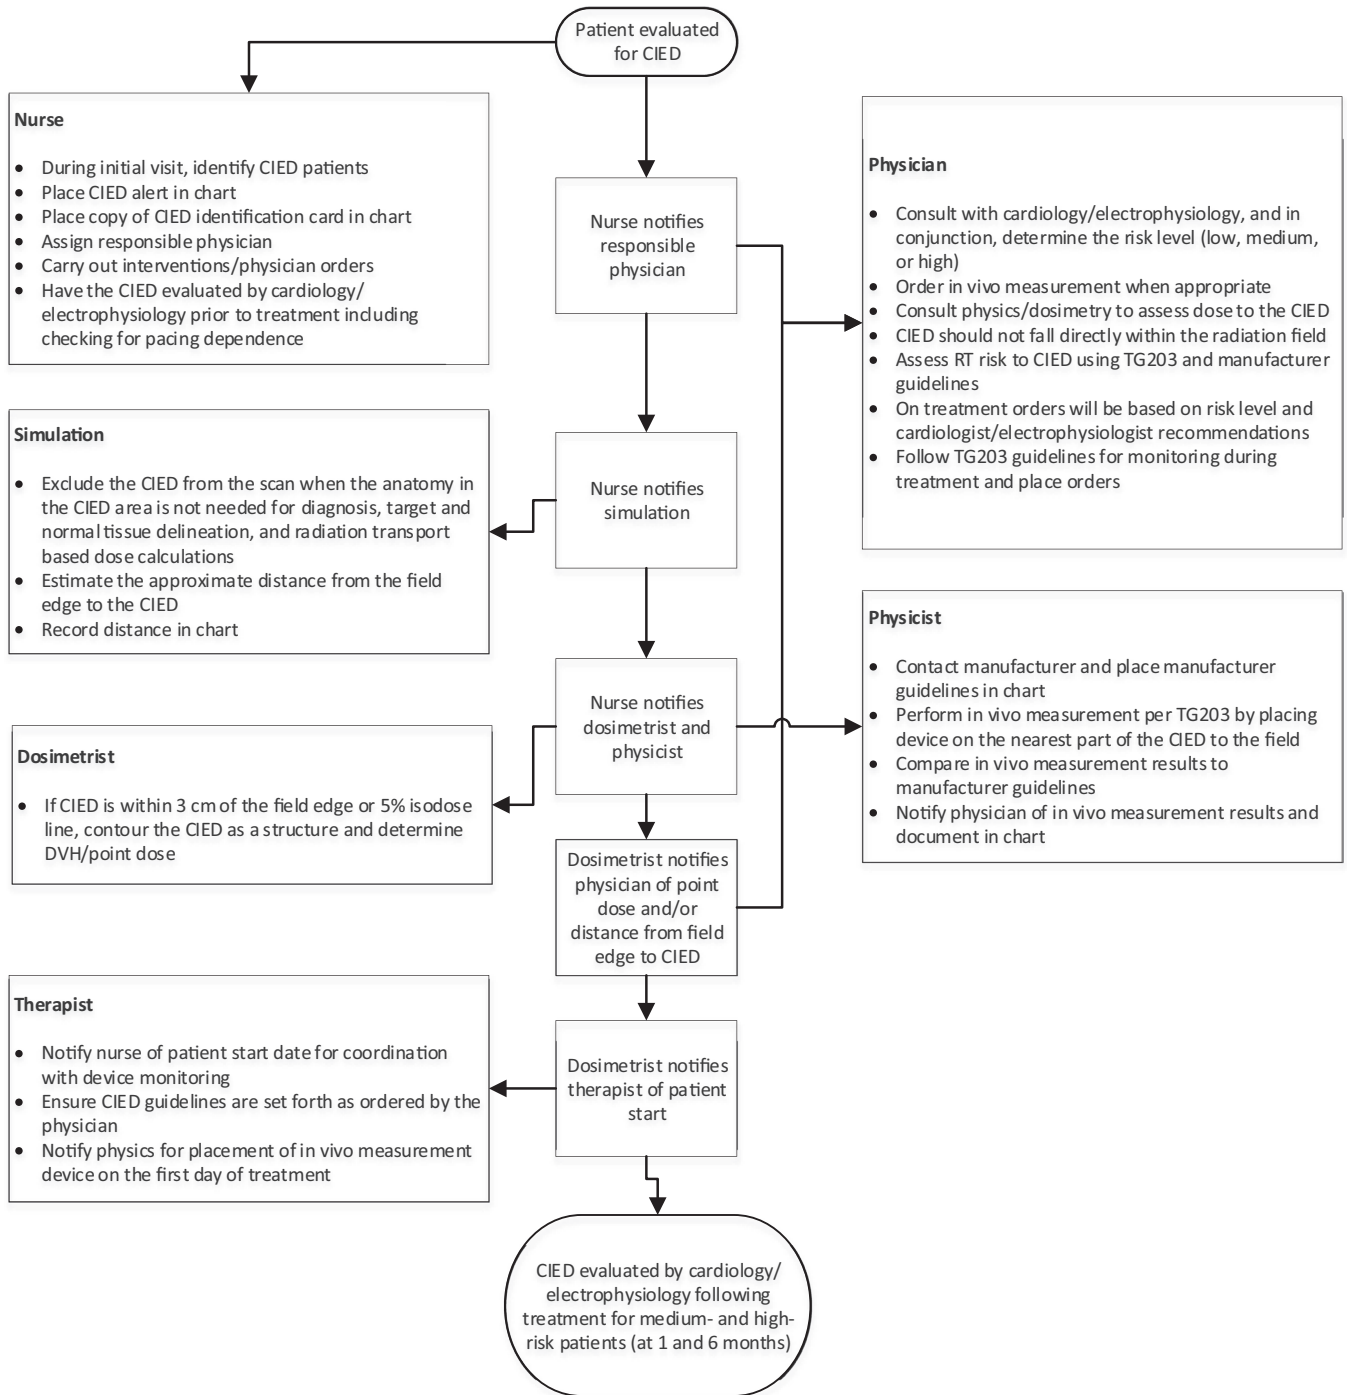 Patient evaluated
for CIED
Nurse
• During initial visit, identify CIED patients
• Place CIED alert in chart
• Place copy of CIED identification card in chart
• Assign responsible physician
• Carry out interventions/physician orders
• Have the CIED evaluated by cardiology/
electrophysiology prior to treatment including
checking for pacing dependence
Nurse notifies
responsible
physician
Physician
• Consult with cardiology/electrophysiology, and in
conjunction, determine the risk level (low, medium,
or high)
• Order in vivo measurement when appropriate
• Consult physics/dosimetry to assess dose to the CIED
• CIED should not fall directly within the radiation field
• Assess RT risk to CIED using TG203 and manufacturer
guidelines
• On treatment orders will be based on risk level and
cardiologist/electrophysiologist recommendations
• Follow TG203 guidelines for monitoring during
treatment and place orders
Simulation
• Exclude the CIED from the scan when the anatomy in
the CIED area is not needed for diagnosis, target and
normal tissue delineation, and radiation transport
based dose calculations
• Estimate the approximate distance from the field
edge to the CIED
• Record distance in chart
Nurse notifies
simulation
Nurse notifies
dosimetrist and
physicist
Physicist
• Contact manufacturer and place manufacturer
guidelines in chart
• Perform in vivo measurement per TG203 by placing
device on the nearest part of the CIED to the field
• Compare in vivo measurement results to
manufacturer guidelines
• Notify physician of in vivo measurement results and
document in chart
Dosimetrist
• If CIED is within 3 cm of the field edge or 5% isodose
line, contour the CIED as a structure and determine
DVH/point dose
Dosimetrist notifies
physician of point
dose and/or
distance from field
edge to CIED
Therapist
• Notify nurse of patient start date for coordination
with device monitoring
• Ensure CIED guidelines are set forth as ordered by the
physician
• Notify physics for placement of in vivo measurement
device on the first day of treatment
Dosimetrist notifies
therapist of patient
start
CIED evaluated by cardiology/
electrophysiology following
treatment for medium- and high-
risk patients (at 1 and 6 months)